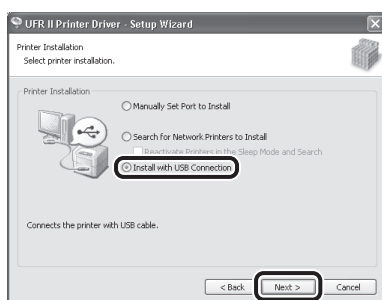 UFR II Printer Driver - Setup Wizard
Printer Installation
Select printer installation.
Printer Installation
Manually Set Port to Install
Search for Network Printers to Install
Reactivate Printers in the Sleep Mode and Search
Install with USB Connection
Connects the printer with USB cable.
< Back Next > Cancel